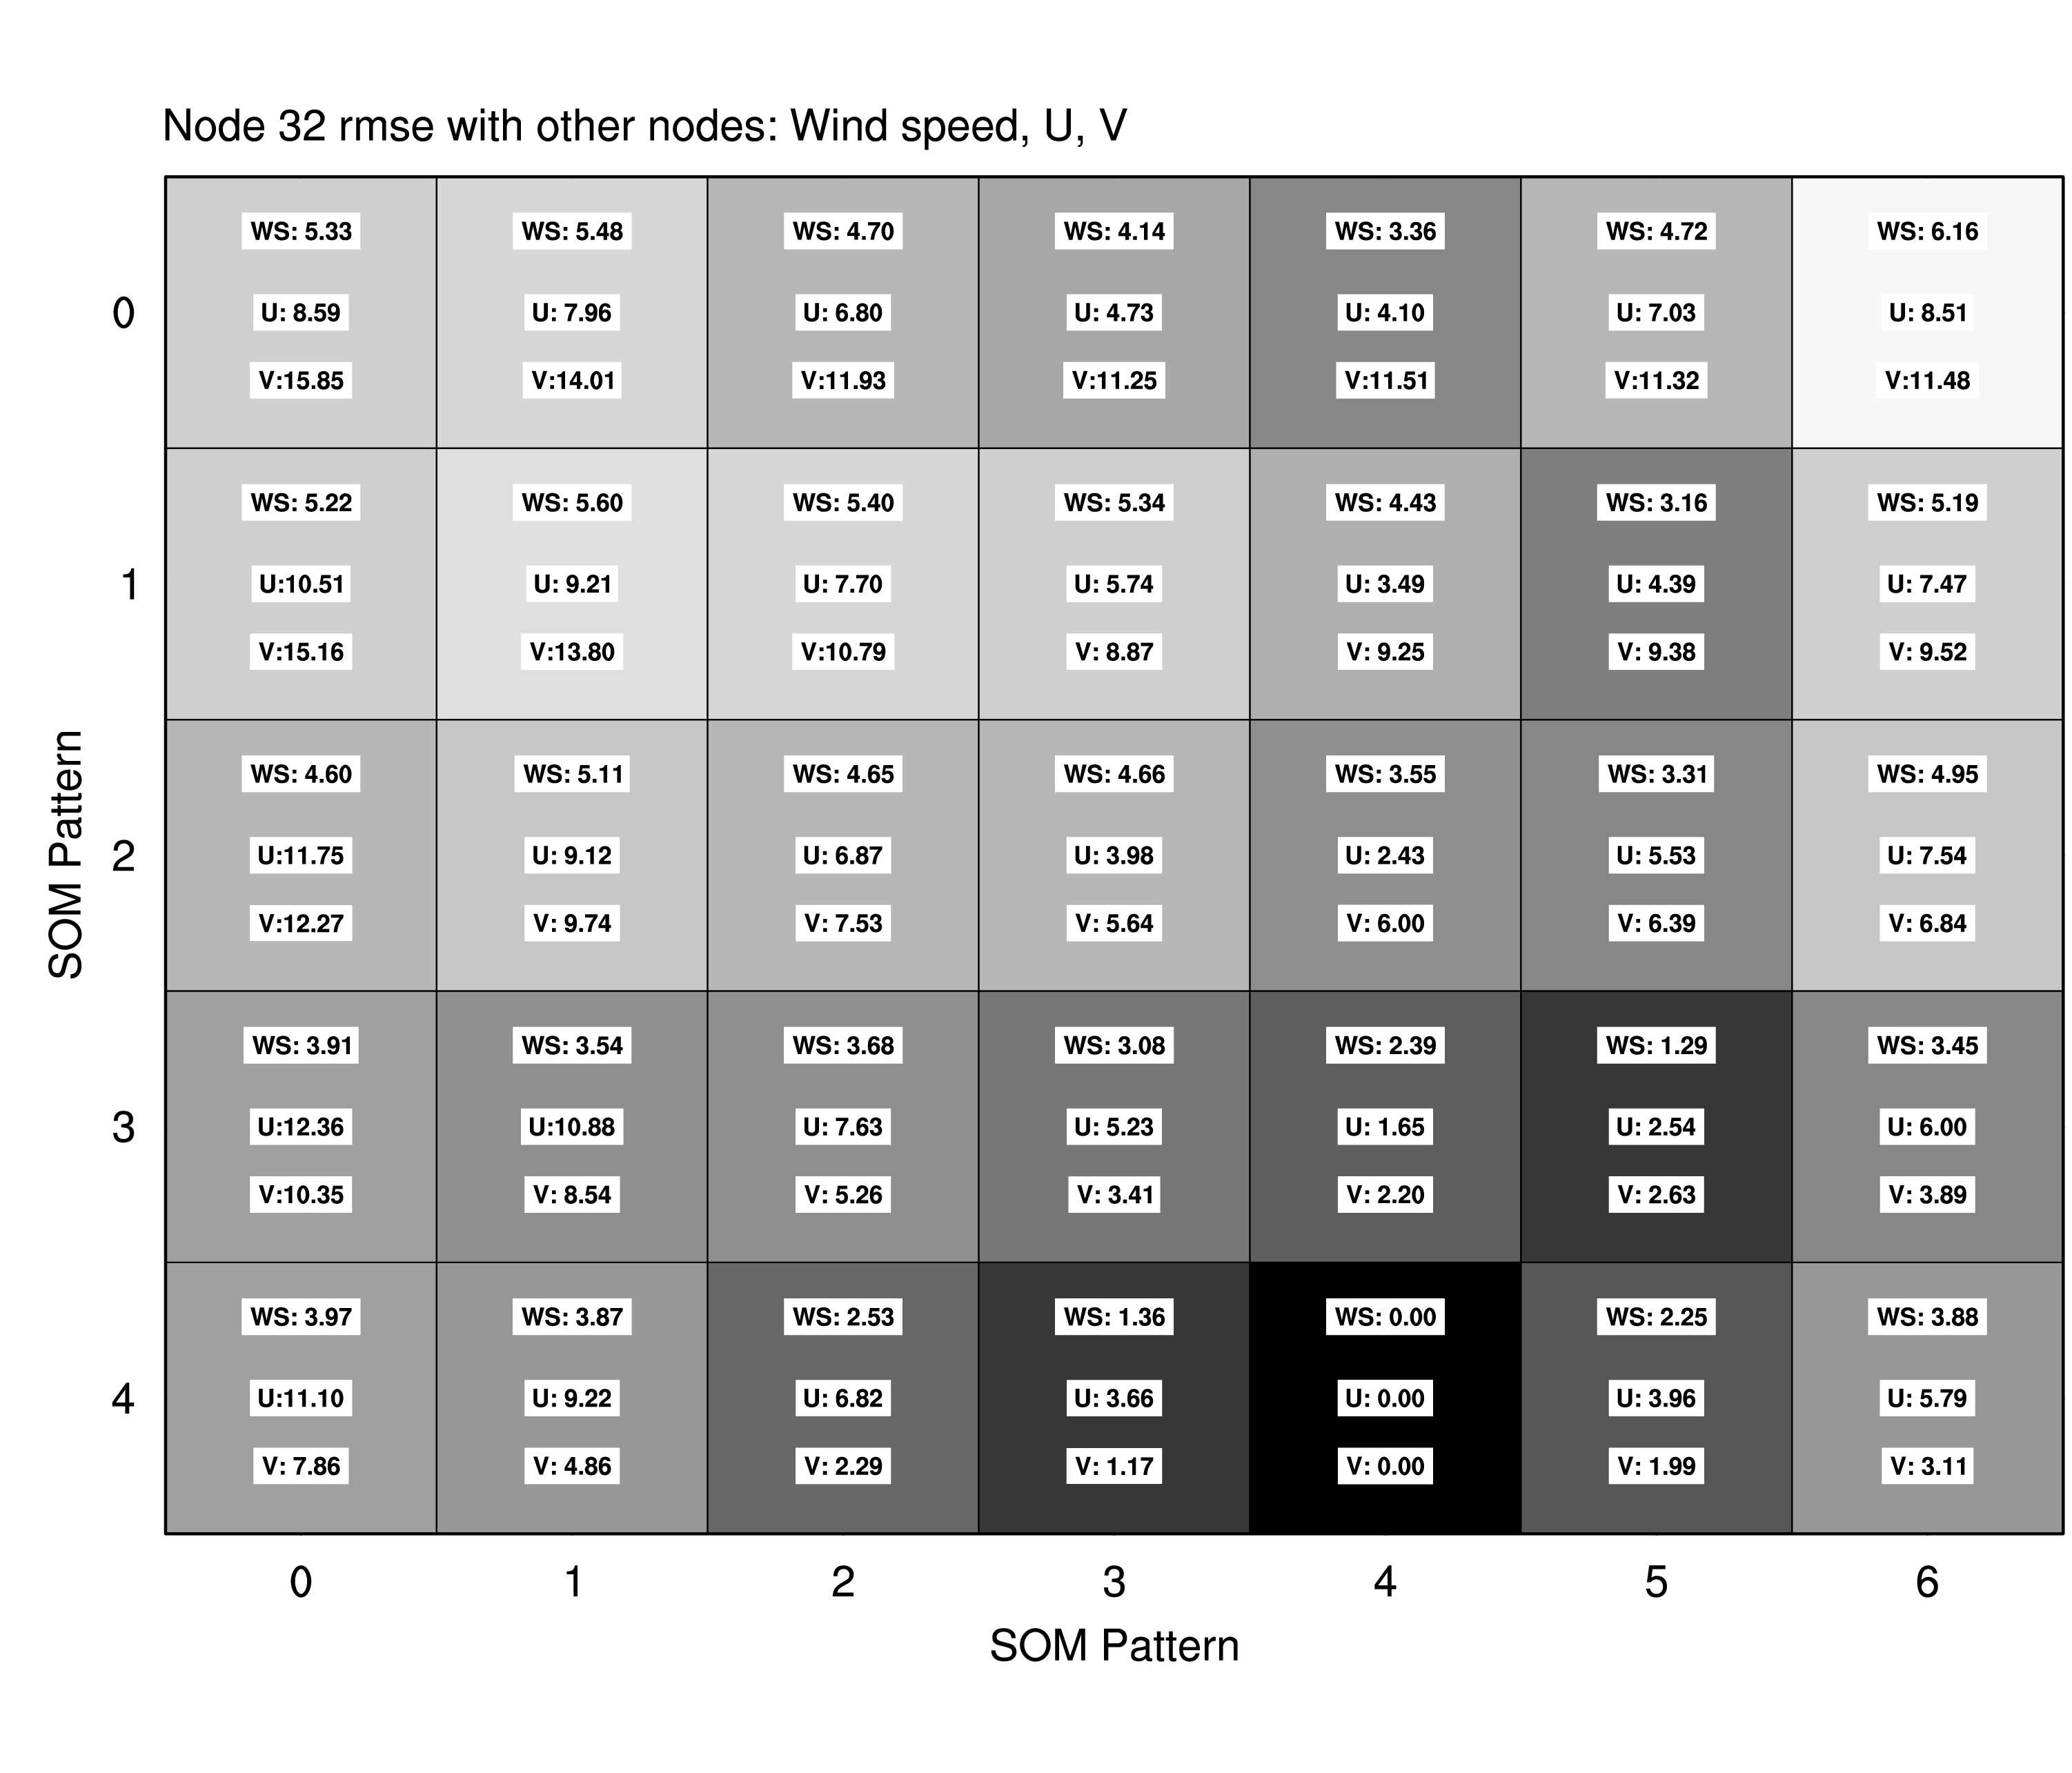 Node 32 rmse with other nodes: Wind speed, U, V
WS: 5.33 WS: 5.48 WS: 4.70 WS: 4.14 WS: 3.36 WS: 4.72 WS: 6.16
0 U: 8.59 U: 7.96 U: 6.80 U: 4.73 U: 4.10 U: 7.03 U: 8.51
V:15.85 V:14.01 V:11.93 V:11.25 V:11.51 V:11.32 V:11.48
WS: 5.22 WS: 5.60 WS: 5.40 WS: 5.34 WS: 4.43 WS: 3.16 WS: 5.19
1 U:10.51 U: 9.21 U: 7.70 U: 5.74 U: 3.49 U: 4.39 U: 7.47
V:15.16 V:13.80 V:10.79 V: 8.87 V: 9.25 V: 9.38 V: 9.52
SOM Pattern
WS: 4.60 WS: 5.11 WS: 4.65 WS: 4.66 WS: 3.55 WS: 3.31 WS: 4.95
2 U:11.75 U: 9.12 U: 6.87 U: 3.98 U: 2.43 U: 5.53 U: 7.54
V:12.27 V: 9.74 V: 7.53 V: 5.64 V: 6.00 V: 6.39 V: 6.84
WS: 3.91 WS: 3.54 WS: 3.68 WS: 3.08 WS: 2.39 WS: 1.29 WS: 3.45
3 U:12.36 U:10.88 U: 7.63 U: 5.23 U: 1.65 U: 2.54 U: 6.00
V:10.35 V: 8.54 V: 5.26 V: 3.41 V: 2.20 V: 2.63 V: 3.89
WS: 3.97 WS: 3.87 WS: 2.53 WS: 1.36 WS: 0.00 WS: 2.25 WS: 3.88
4 U:11.10 U: 9.22 U: 6.82 U: 3.66 U: 0.00 U: 3.96 U: 5.79
V: 7.86 V: 4.86 V: 2.29 V: 1.17 V: 0.00 V: 1.99 V: 3.11
0 1 2 3 4 5 6
SOM Pattern